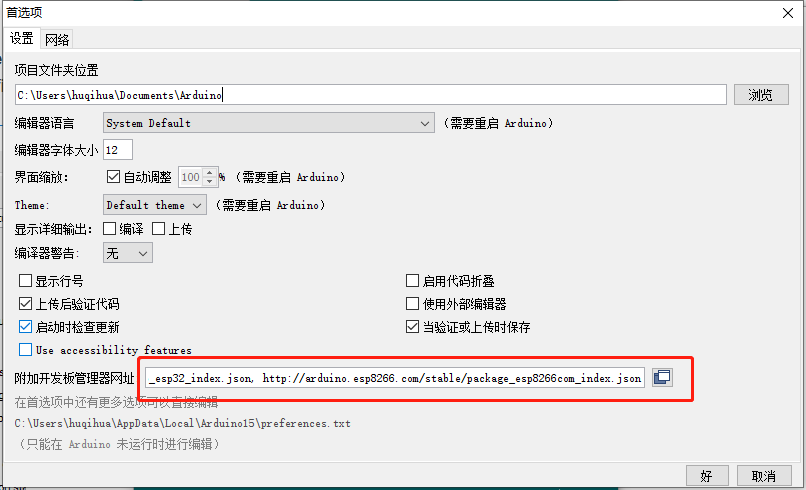 首选项
设置 网络
项目文件夹位置
C:\Users\huqihua\Documents\Arduino 浏览
编辑器语言 System Default (需要重启 Arduino)
编辑器字体大小 12
界面缩放： 自动调整 100 % (需要重启 Arduino)
Theme: Default theme (需要重启 Arduino)
显示详细输出： 编译 上传
编译器警告: 无
显示行号 启用代码折叠
上传后验证代码 使用外部编辑器
启动时检查更新 当验证或上传时保存
Use accessibility features
附加开发板管理器网址 _esp32_index.json, http://arduino.esp8266.com/stable/package_esp8266com_index.json
在首选项中还有更多选项可以直接编辑
C:\Users\huqihua\AppData\Local\Arduino15\preferences.txt
(只能在 Arduino 未运行时进行编辑)
好 取消